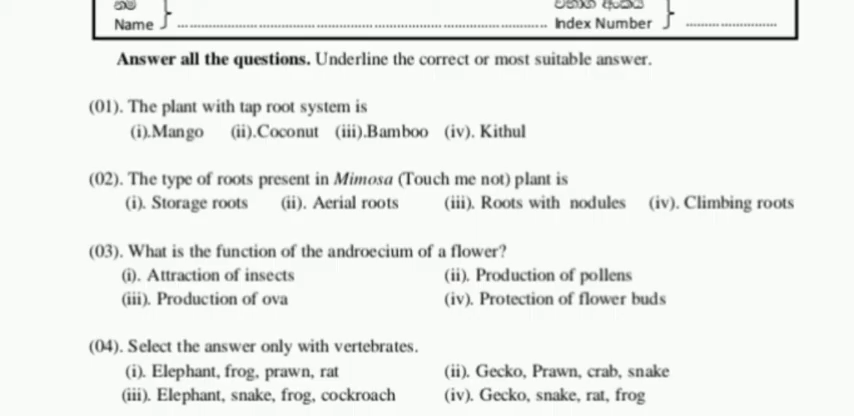 නම විභාග අංකය
Name } ........................................ Index Number } ....................
Answer all the questions. Underline the correct or most suitable answer.
(01). The plant with tap root system is
(i).Mango (ii).Coconut (iii).Bamboo (iv). Kithul
(02). The type of roots present in Mimosa (Touch me not) plant is
(i). Storage roots (ii). Aerial roots (iii). Roots with nodules (iv). Climbing roots
(03). What is the function of the androecium of a flower?
(i). Attraction of insects (ii). Production of pollens
(iii). Production of ova (iv). Protection of flower buds
(04). Select the answer only with vertebrates.
(i). Elephant, frog, prawn, rat (ii). Gecko, Prawn, crab, snake
(iii). Elephant, snake, frog, cockroach (iv). Gecko, snake, rat, frog